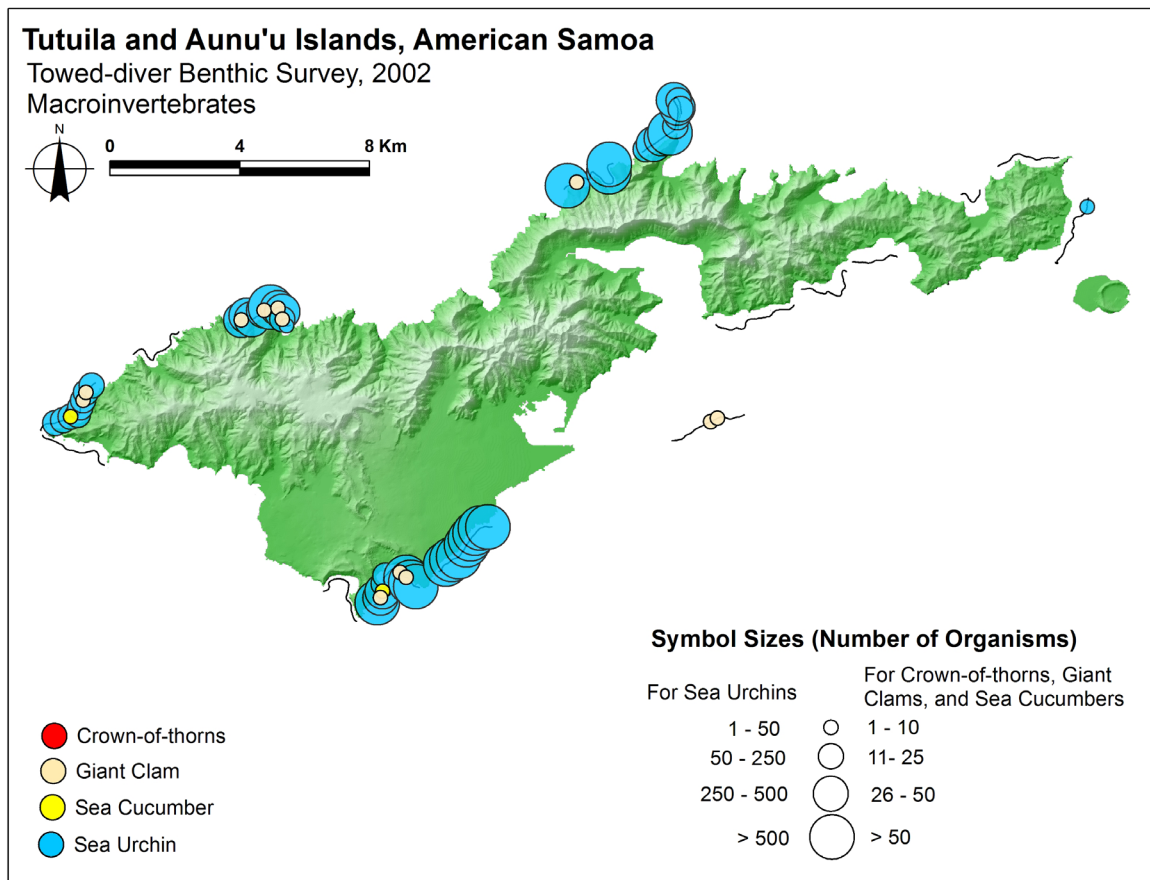 Tutuila and Aunu'u Islands, American Samoa
Towed-diver Benthic Survey, 2002
Macroinvertebrates
N
0 4 8 Km
Symbol Sizes (Number of Organisms)
For Sea Urchins
For Crown-of-thorns, Giant
Clams, and Sea Cucumbers
1 - 50 1 - 10
50 - 250 11- 25
250 - 500 26 - 50
> 500 > 50
Crown-of-thorns
Giant Clam
Sea Cucumber
Sea Urchin